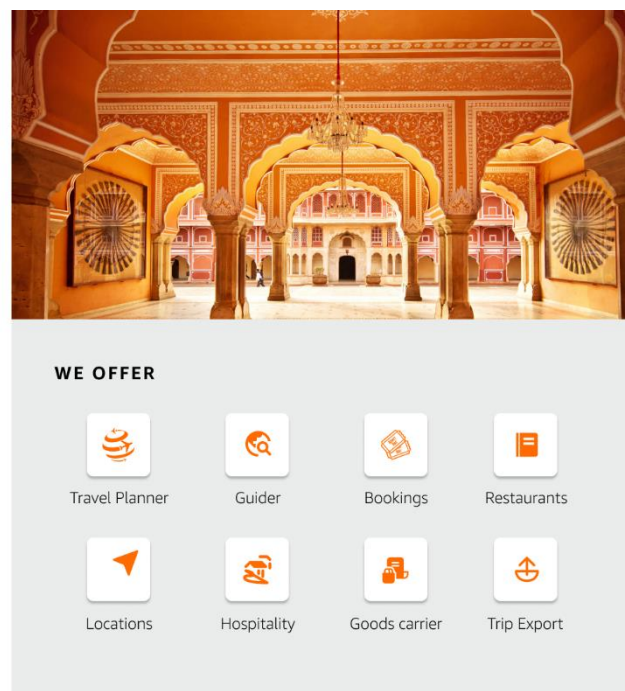 WE OFFER
Travel Planner
Guider
Bookings
Restaurants
Locations
Hospitality
Goods carrier
Trip Export